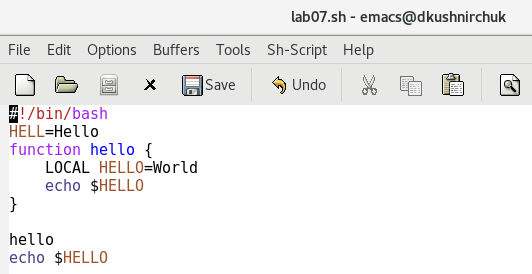 lab07.sh - emacs@dkushnirchuk
File Edit Options Buffers Tools Sh-Script Help
Save Undo
#!/bin/bash
HELL=Hello
function hello {
    LOCAL HELLO=World
    echo $HELLO
}
hello
echo $HELLO